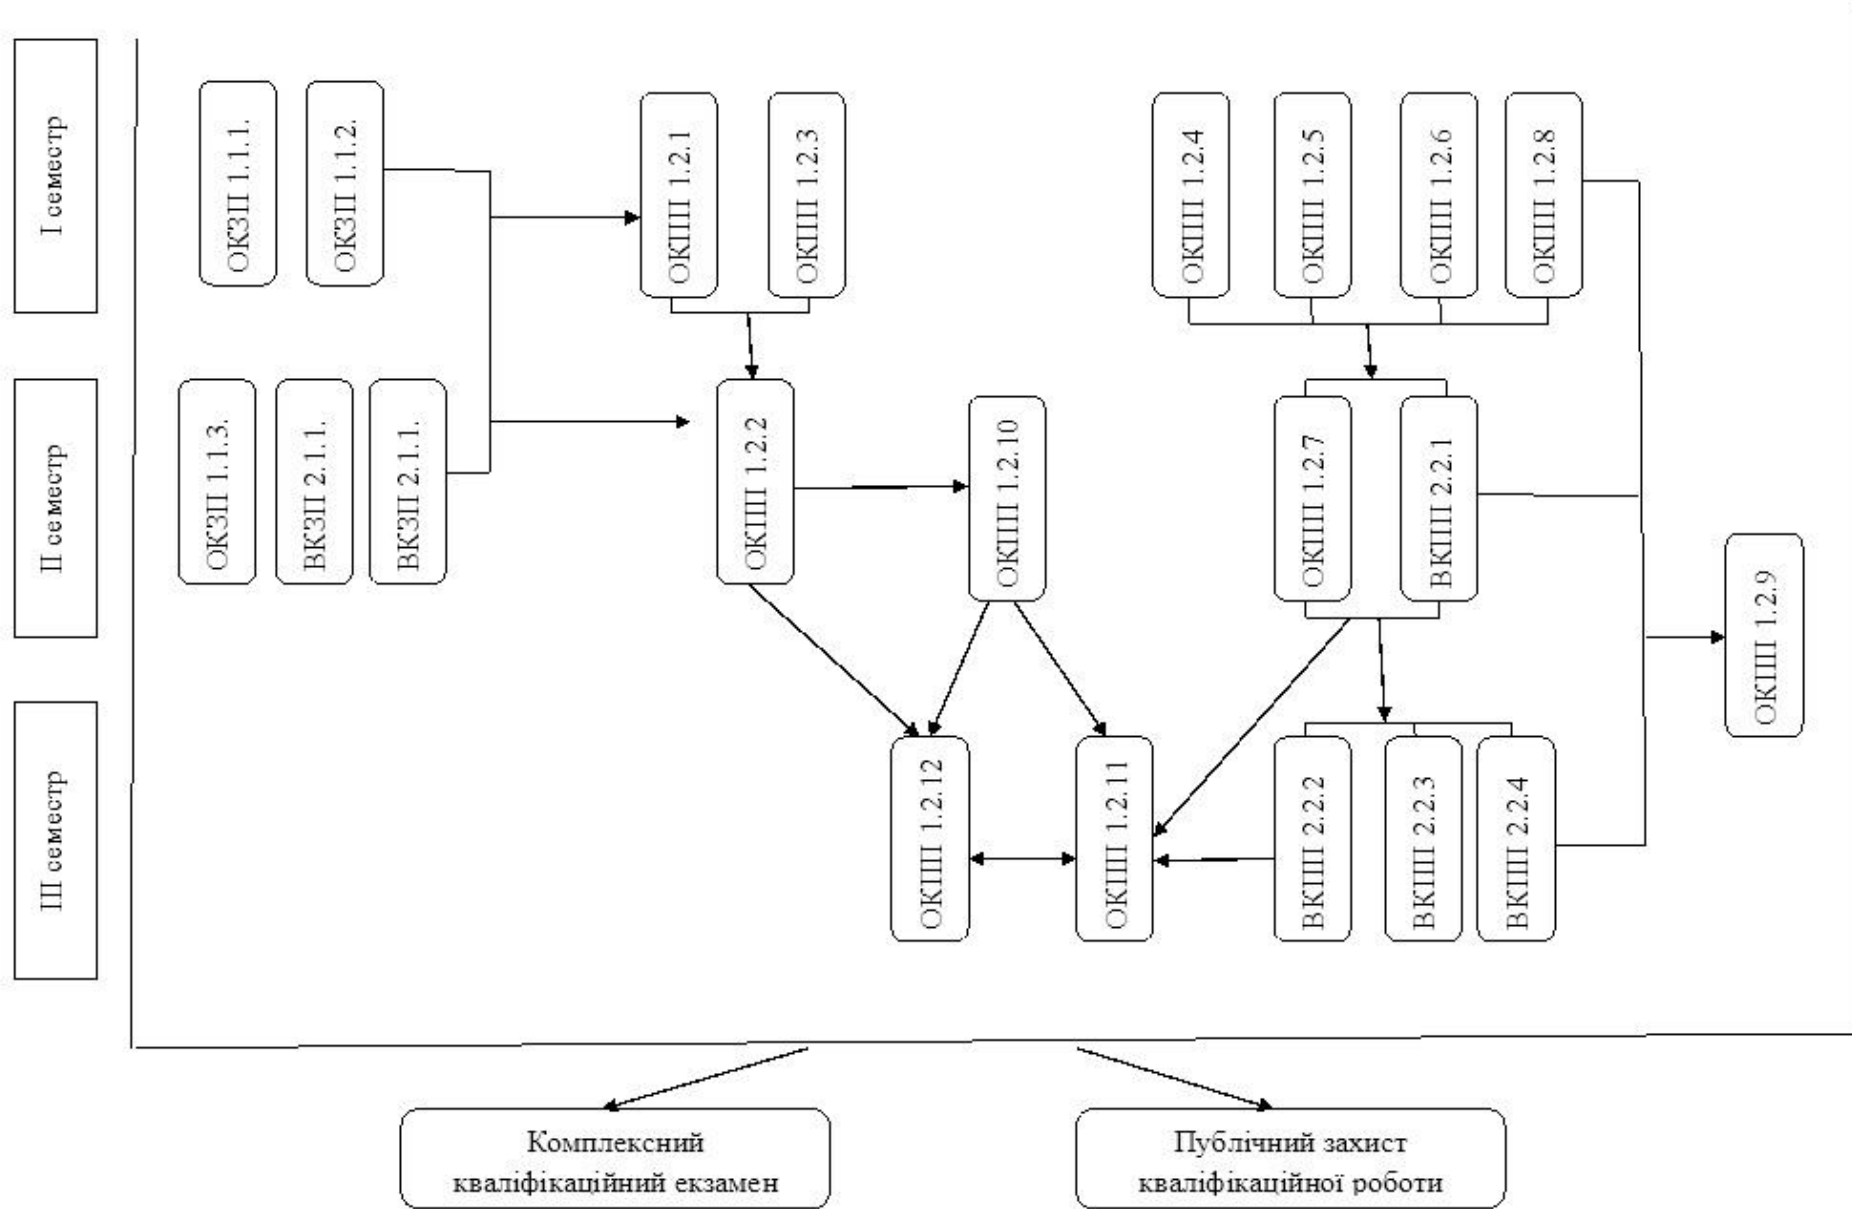 І семестр
ОКЗП 1.1.1.
ОКЗП 1.1.2.
ОКПП 1.2.1
ОКПП 1.2.3
ОКПП 1.2.4
ОКПП 1.2.5
ОКПП 1.2.6
ОКПП 1.2.8
ІІ семестр
ОКЗП 1.1.3.
ВКЗП 2.1.1.
ВКЗП 2.1.1.
ОКПП 1.2.2
ОКПП 1.2.10
ОКПП 1.2.7
ВКПП 2.2.1
ОКПП 1.2.9
ІІІ семестр
ОКПП 1.2.12
ОКПП 1.2.11
ВКПП 2.2.2
ВКПП 2.2.3
ВКПП 2.2.4
Комплексний
кваліфікаційний екзамен
Публічний захист
кваліфікаційної роботи